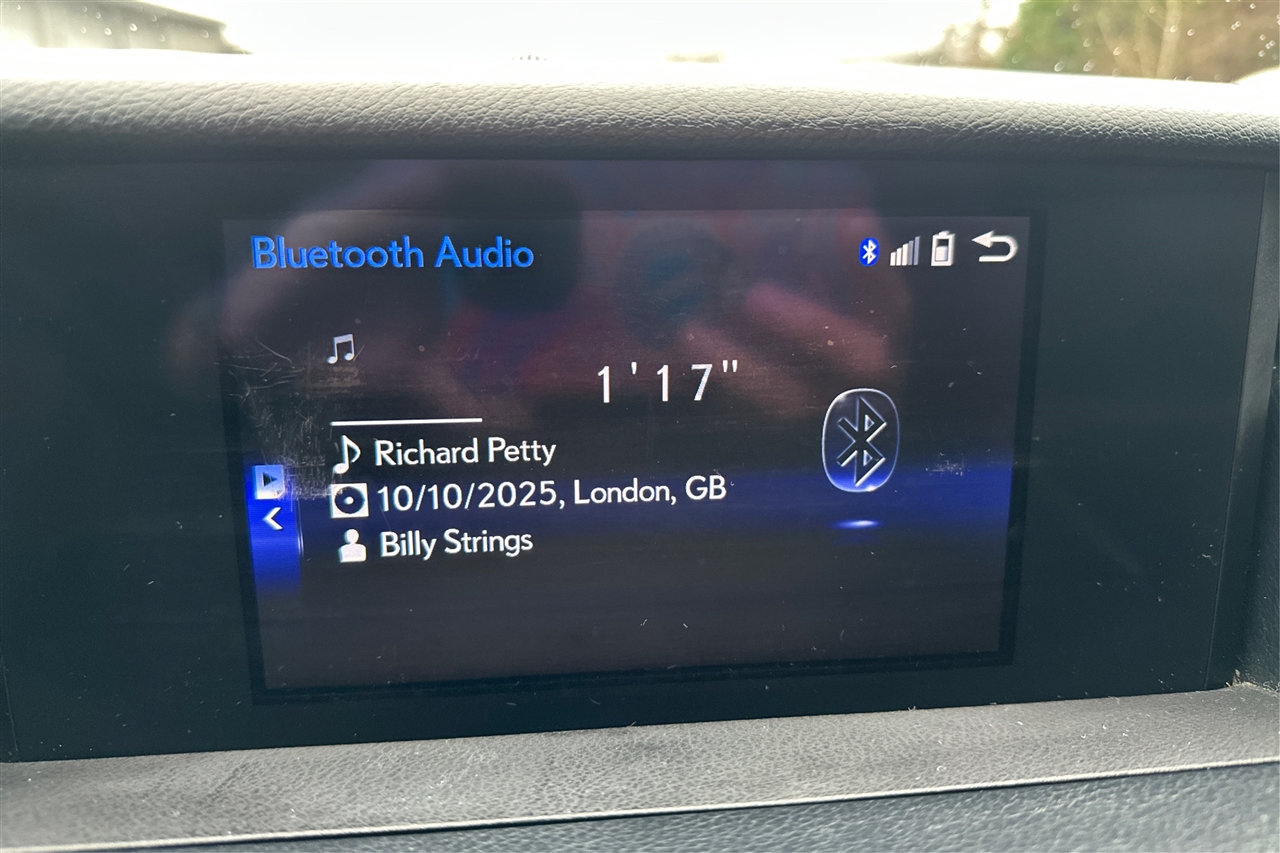 Bluetooth Audio
1'17"
Richard Petty
10/10/2025, London, GB
Billy Strings